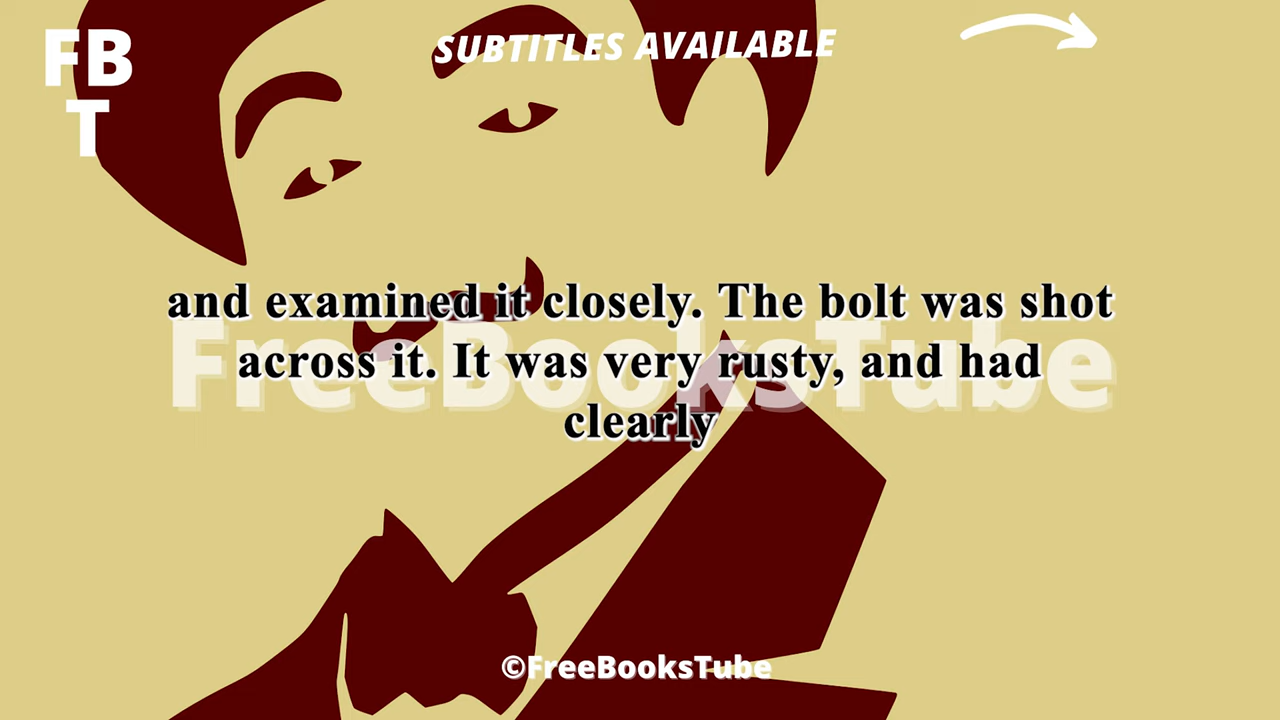 FB
T
SUBTITLES AVAILABLE
and examined it closely. The bolt was shot
across it. It was very rusty, and had
clearly
FreeBooksTube
©FreeBooksTube